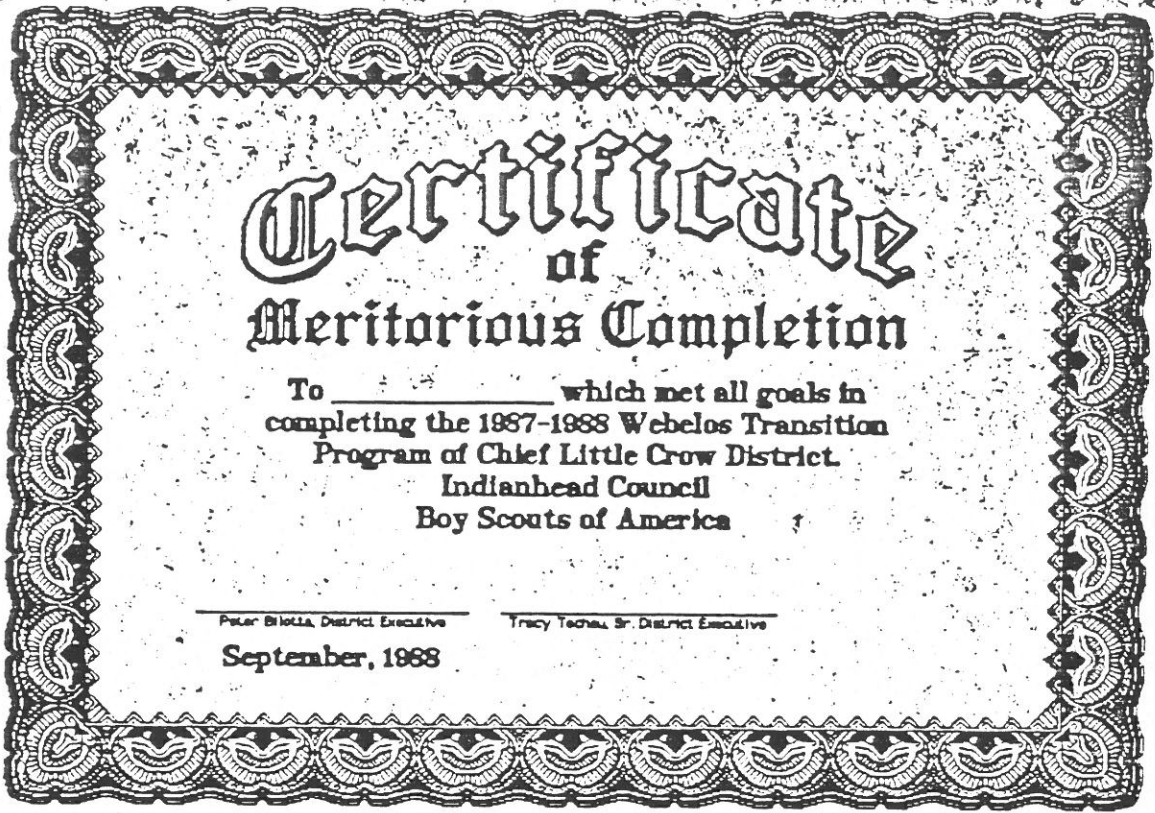 Certificate
of
Meritorious Completion
To ____________ which met all goals in
completing the 1987-1988 Webelos Transition
Program of Chief Little Crow District.
Indianhead Council
Boy Scouts of America
Peter Bilotta, District Executive
Tracy Techau, Sr. District Executive
September, 1988